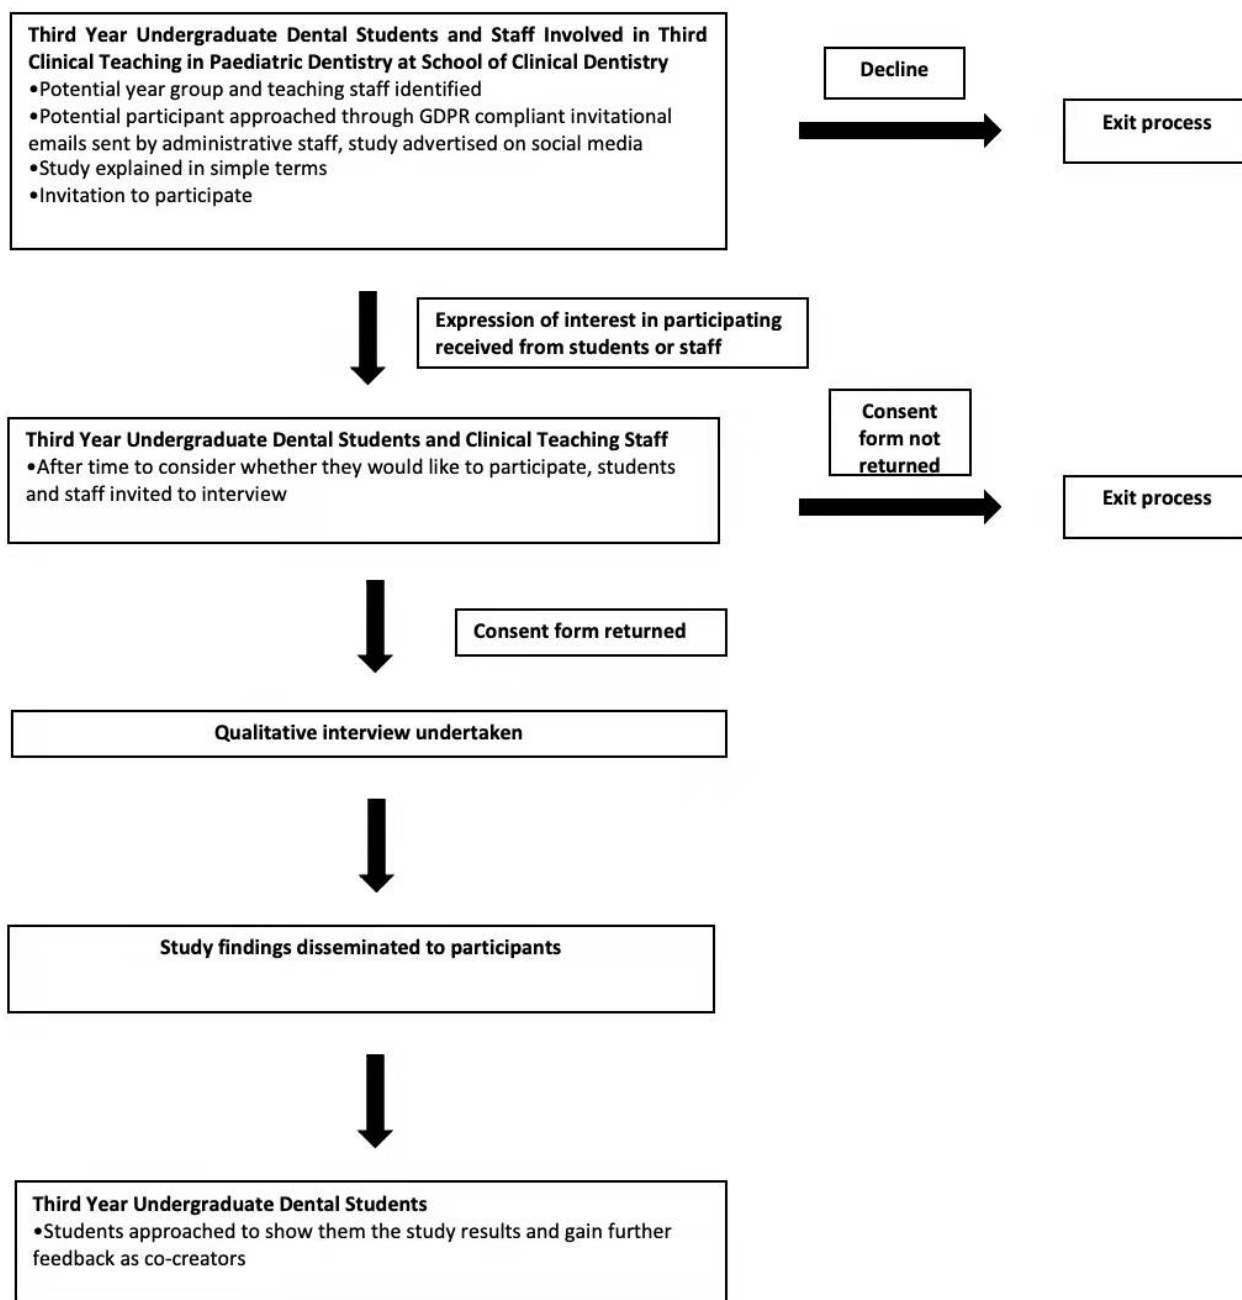 Third Year Undergraduate Dental Students and Staff Involved in Third
Clinical Teaching in Paediatric Dentistry at School of Clinical Dentistry
•Potential year group and teaching staff identified
•Potential participant approached through GDPR compliant invitational
emails sent by administrative staff, study advertised on social media
•Study explained in simple terms
•Invitation to participate
Decline
Exit process
Expression of interest in participating
received from students or staff
Third Year Undergraduate Dental Students and Clinical Teaching Staff
•After time to consider whether they would like to participate, students
and staff invited to interview
Consent
form not
returned
Exit process
Consent form returned
Qualitative interview undertaken
Study findings disseminated to participants
Third Year Undergraduate Dental Students
•Students approached to show them the study results and gain further
feedback as co-creators